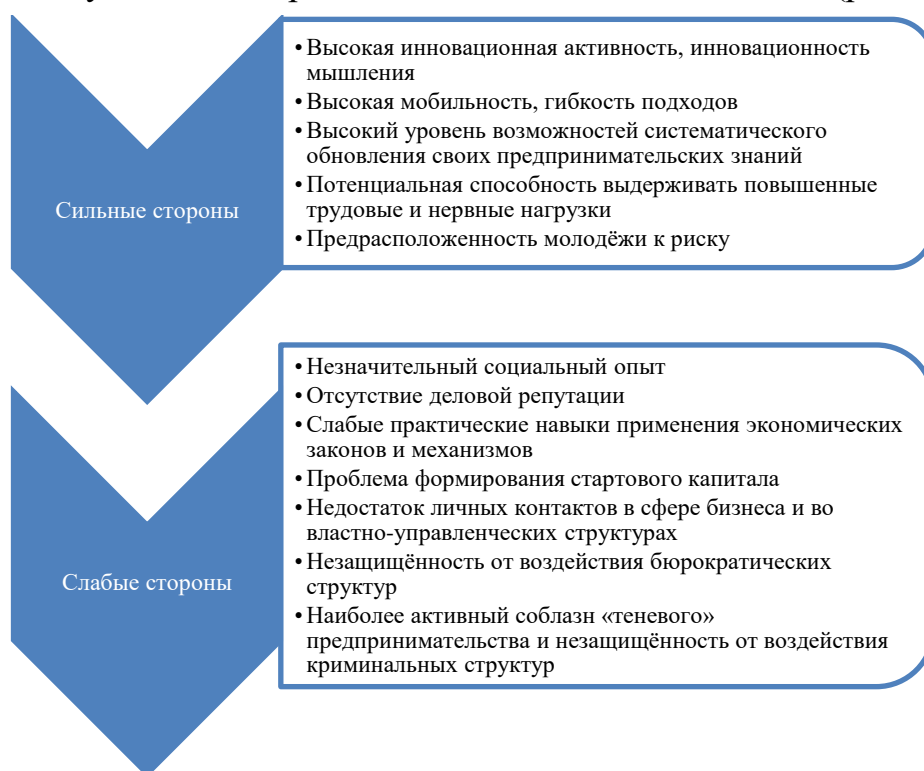 Сильные стороны
•Высокая инновационная активность, инновационность
мышления
•Высокая мобильность, гибкость подходов
•Высокий уровень возможностей систематического
обновления своих предпринимательских знаний
•Потенциальная способность выдерживать повышенные
трудовые и нервные нагрузки
•Предрасположенность молодёжи к риску
Слабые стороны
•Незначительный социальный опыт
•Отсутствие деловой репутации
•Слабые практические навыки применения экономических
законов и механизмов
•Проблема формирования стартового капитала
•Недостаток личных контактов в сфере бизнеса и во
властно-управленческих структурах
•Незащищённость от воздействия бюрократических
структур
•Наиболее активный соблазн «теневого»
предпринимательства и незащищённость от воздействия
криминальных структур